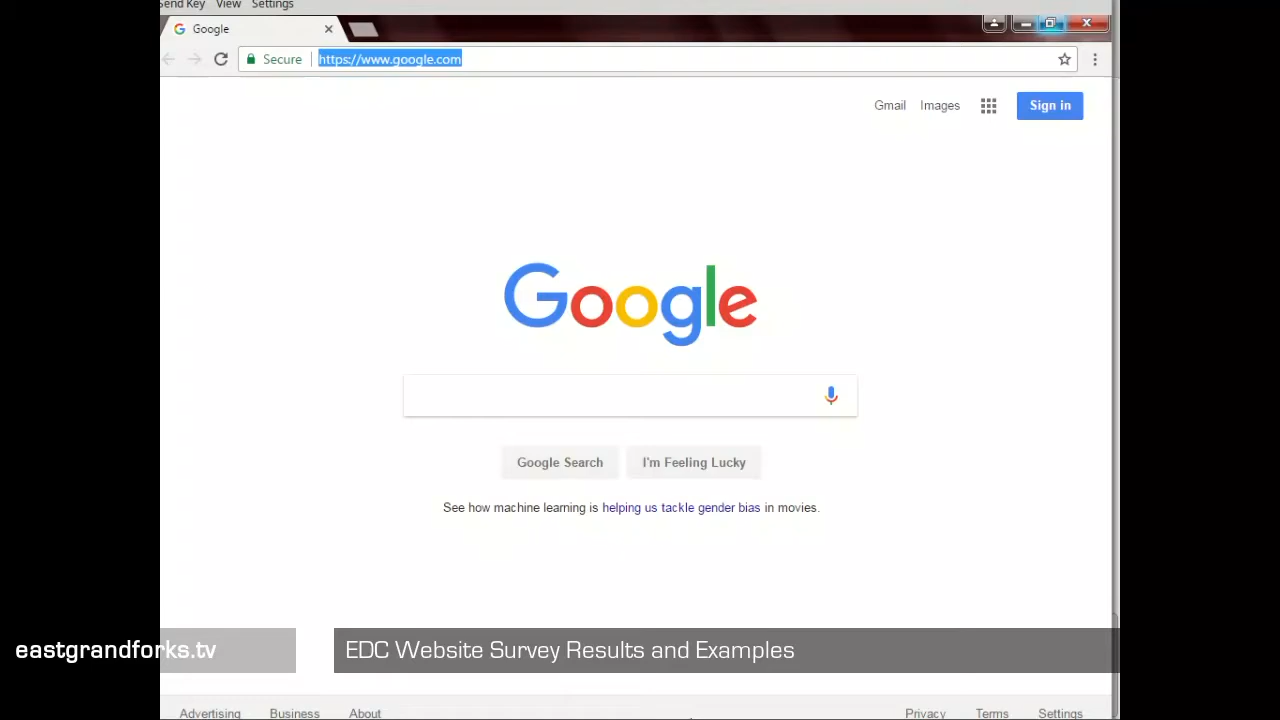 Send Key View Settings
Google
Secure https://www.google.com
Gmail Images Sign in
Google
Google Search I'm Feeling Lucky
See how machine learning is helping us tackle gender bias in movies.
eastgrandforks.tv EDC Website Survey Results and Examples
Advertising Business About Privacy Terms Settings